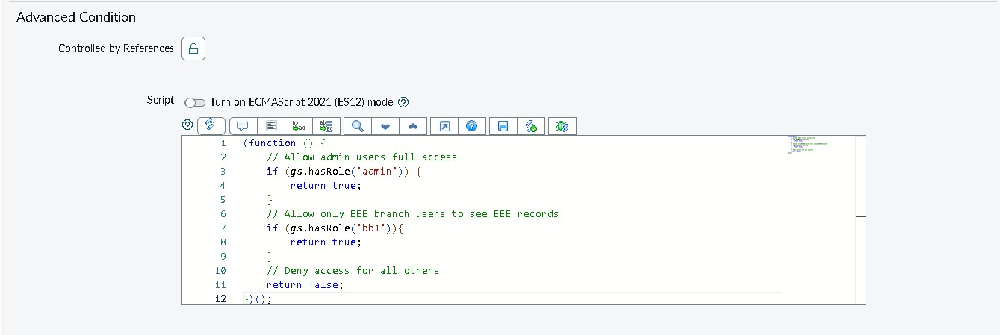 Advanced Condition
Controlled by References
Script Turn on ECMAScript 2021 (ES12) mode
1 (function () {
2 // Allow admin users full access
3 if (gs.hasRole('admin')) {
4 return true;
5 }
6 // Allow only EEE branch users to see EEE records
7 if (gs.hasRole('bb1')){
8 return true;
9 }
10 // Deny access for all others
11 return false;
12 })();